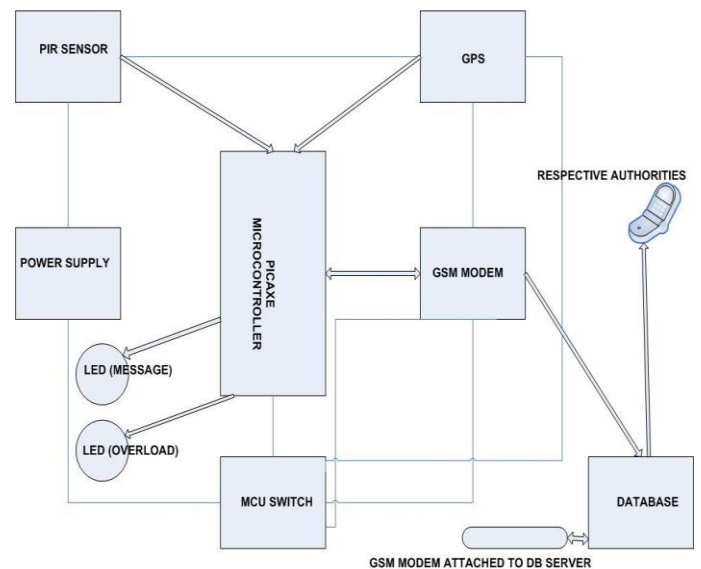 PIR SENSOR
GPS
RESPECTIVE AUTHORITIES
PICAXE
MICROCONTROLLER
POWER SUPPLY
GSM MODEM
LED (MESSAGE)
LED (OVERLOAD)
MCU SWITCH
DATABASE
GSM MODEM ATTACHED TO DB SERVER